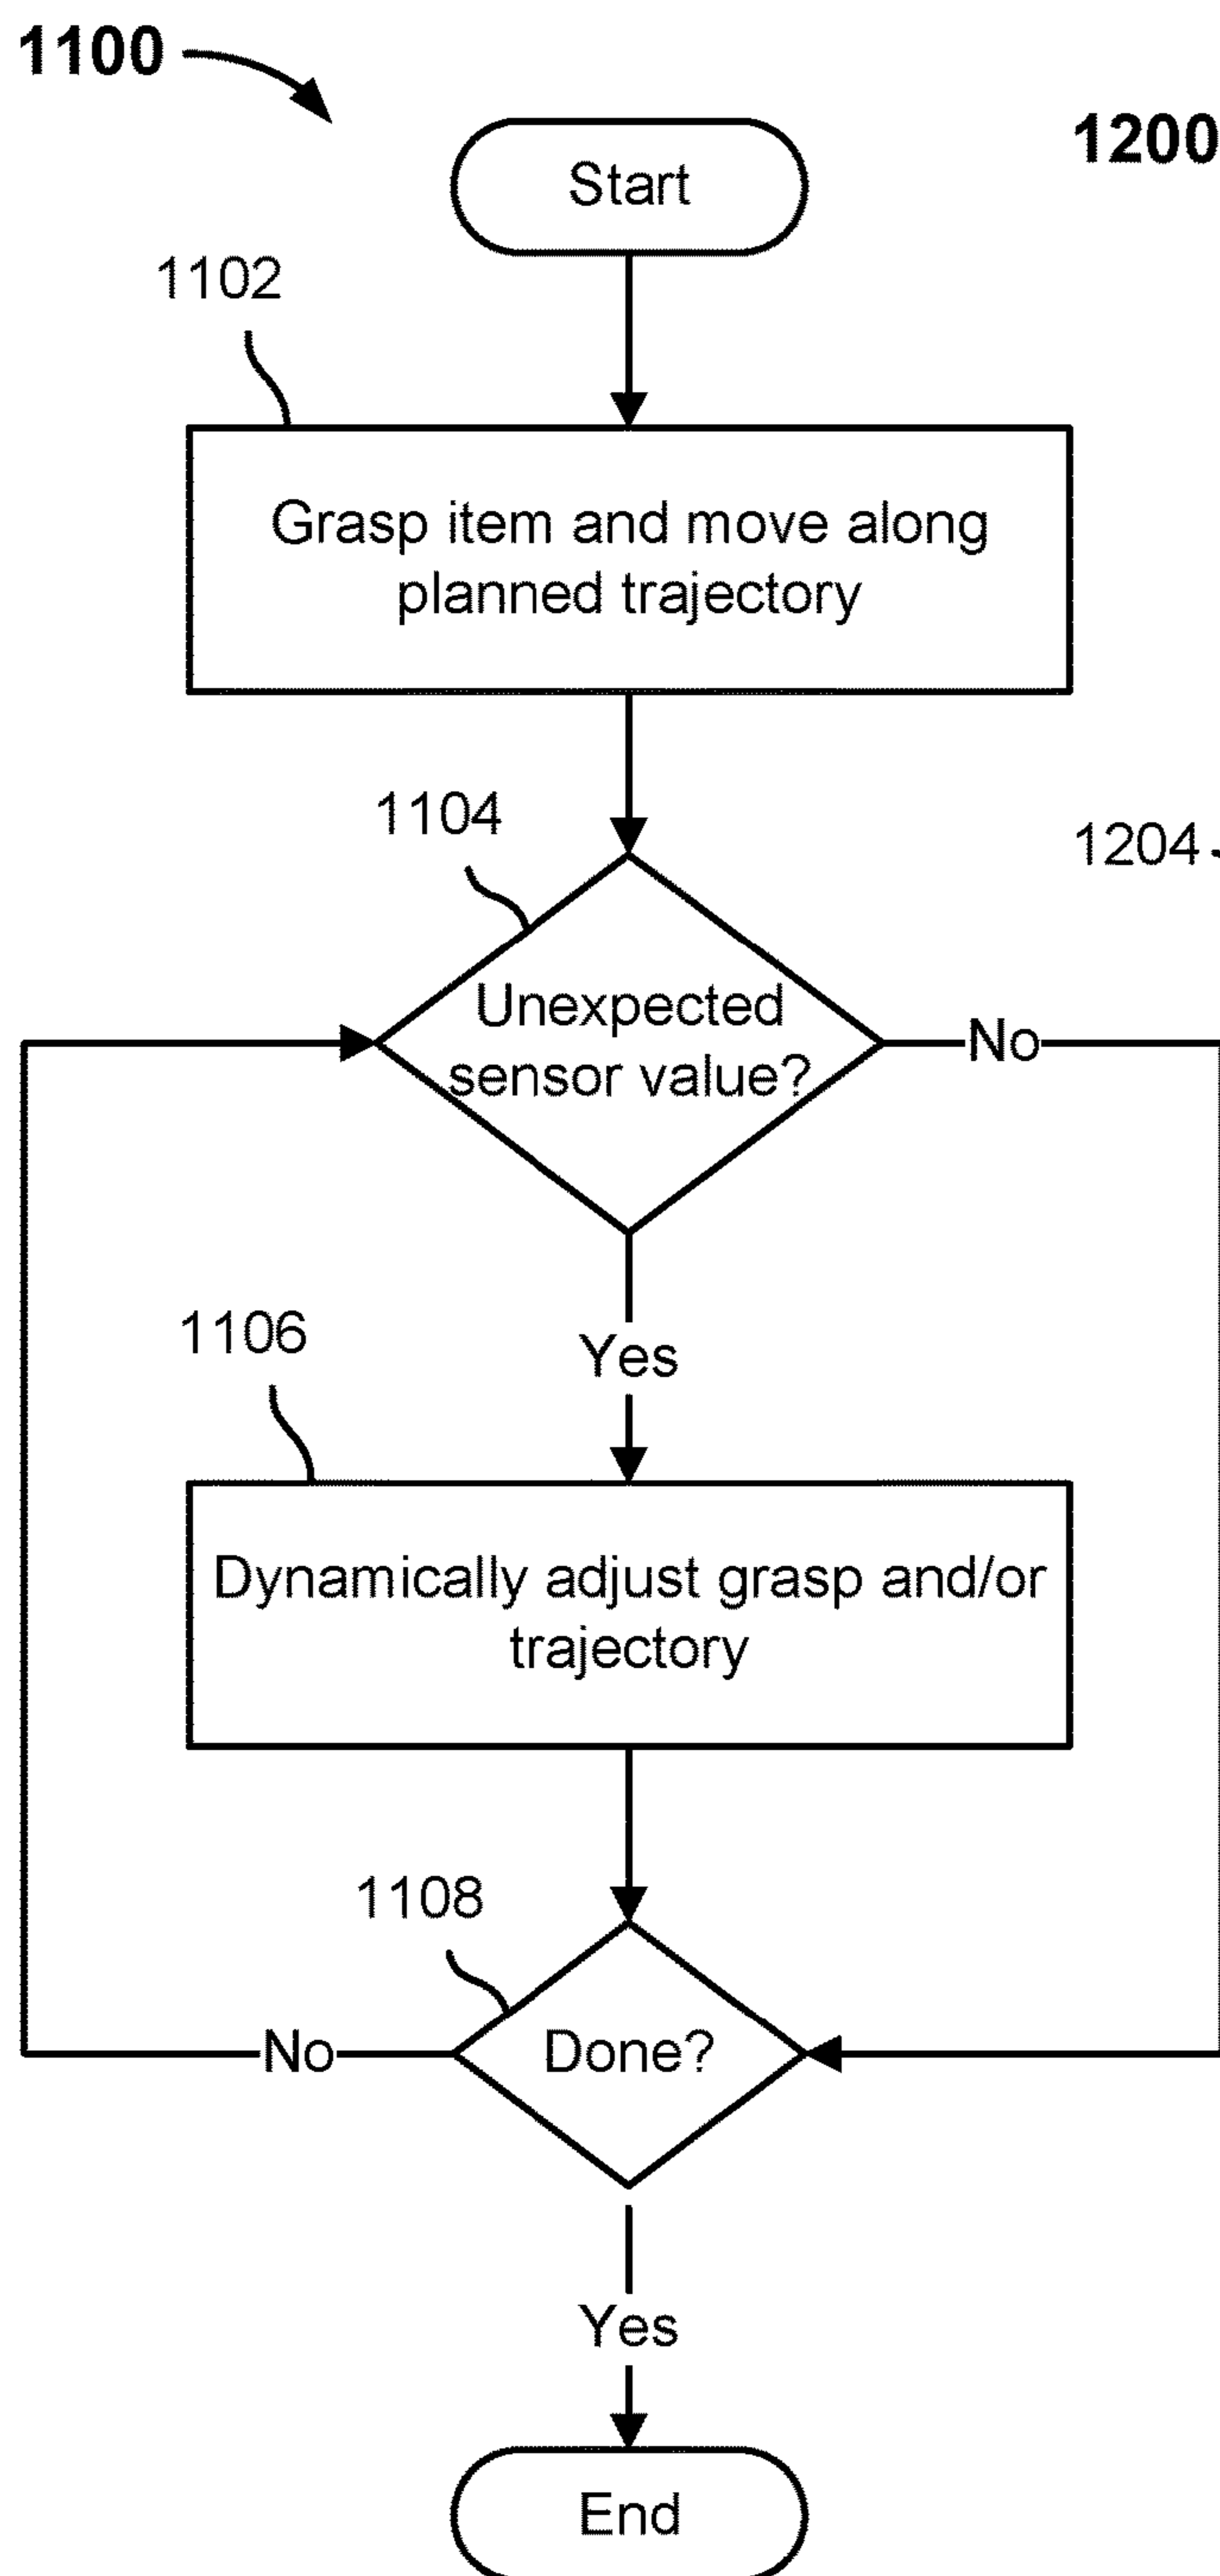 1100
1200
Start
1102
Grasp item and move along
planned trajectory
1104
1204
Unexpected
sensor value?
No
Yes
1106
Dynamically adjust grasp and/or
trajectory
1108
No
Done?
Yes
End